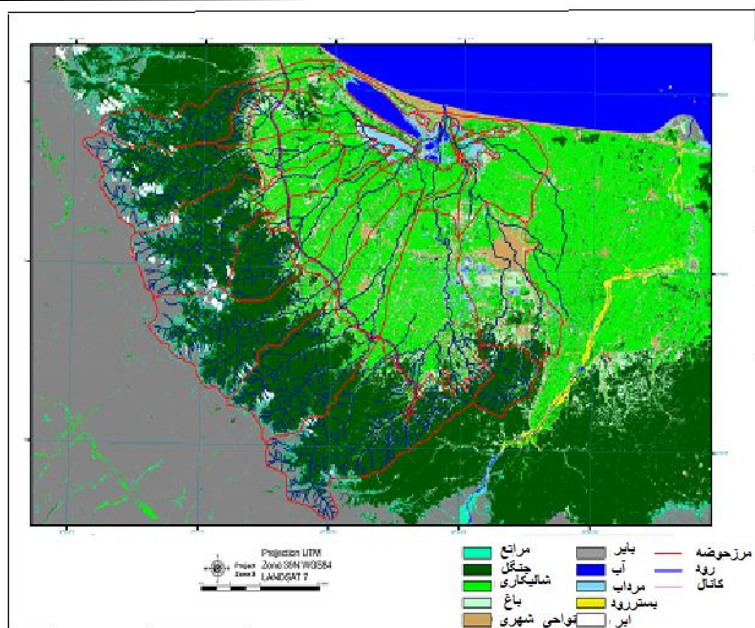 Projection UTM
Zone 39N WGS84
LANDSAT 7
مراتع
جنگل
شالیکاری
باغ
نواحی شهری
بایر
آب
مرداب
بستررود
ابر
مرزحوضه
رود
کانال